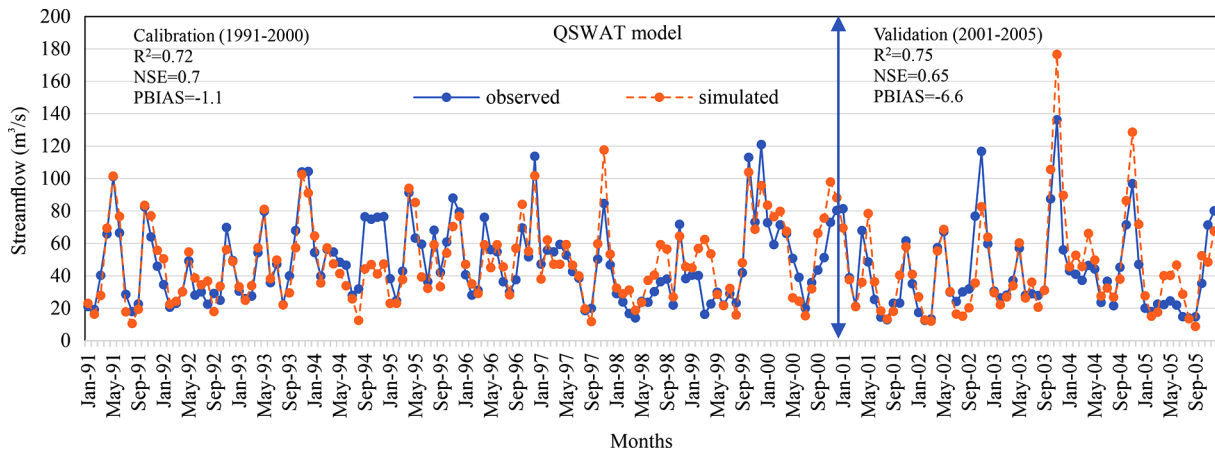 QSWAT model
Calibration (1991-2000)
R²=0.72
NSE=0.7
PBIAS=-1.1
Validation (2001-2005)
R²=0.75
NSE=0.65
PBIAS=-6.6
observed
simulated
Streamflow (m³/s)
200
180
160
140
120
100
80
60
40
20
0
Jan-91
May-91
Sep-91
Jan-92
May-92
Sep-92
Jan-93
May-93
Sep-93
Jan-94
May-94
Sep-94
Jan-95
May-95
Sep-95
Jan-96
May-96
Sep-96
Jan-97
May-97
Sep-97
Jan-98
May-98
Sep-98
Jan-99
May-99
Sep-99
Jan-00
May-00
Sep-00
Jan-01
May-01
Sep-01
Jan-02
May-02
Sep-02
Jan-03
May-03
Sep-03
Jan-04
May-04
Sep-04
Jan-05
May-05
Sep-05
Months